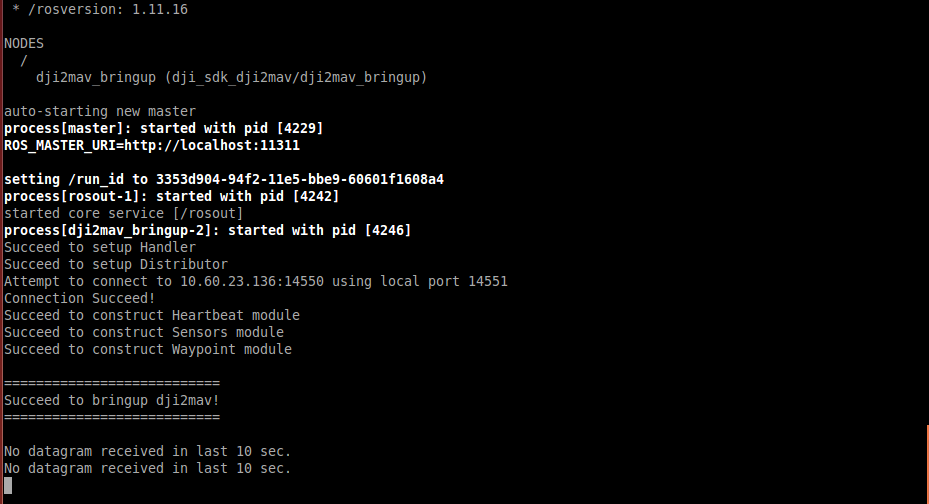 * /rosversion: 1.11.16
NODES
/
dji2mav_bringup (dji_sdk_dji2mav/dji2mav_bringup)
auto-starting new master
process[master]: started with pid [4229]
ROS_MASTER_URI=http://localhost:11311
setting /run_id to 3353d904-94f2-11e5-bbe9-60601f1608a4
process[rosout-1]: started with pid [4242]
started core service [/rosout]
process[dji2mav_bringup-2]: started with pid [4246]
Succeed to setup Handler
Succeed to setup Distributor
Attempt to connect to 10.60.23.136:14550 using local port 14551
Connection Succeed!
Succeed to construct Heartbeat module
Succeed to construct Sensors module
Succeed to construct Waypoint module
===========================
Succeed to bringup dji2mav!
===========================
No datagram received in last 10 sec.
No datagram received in last 10 sec.